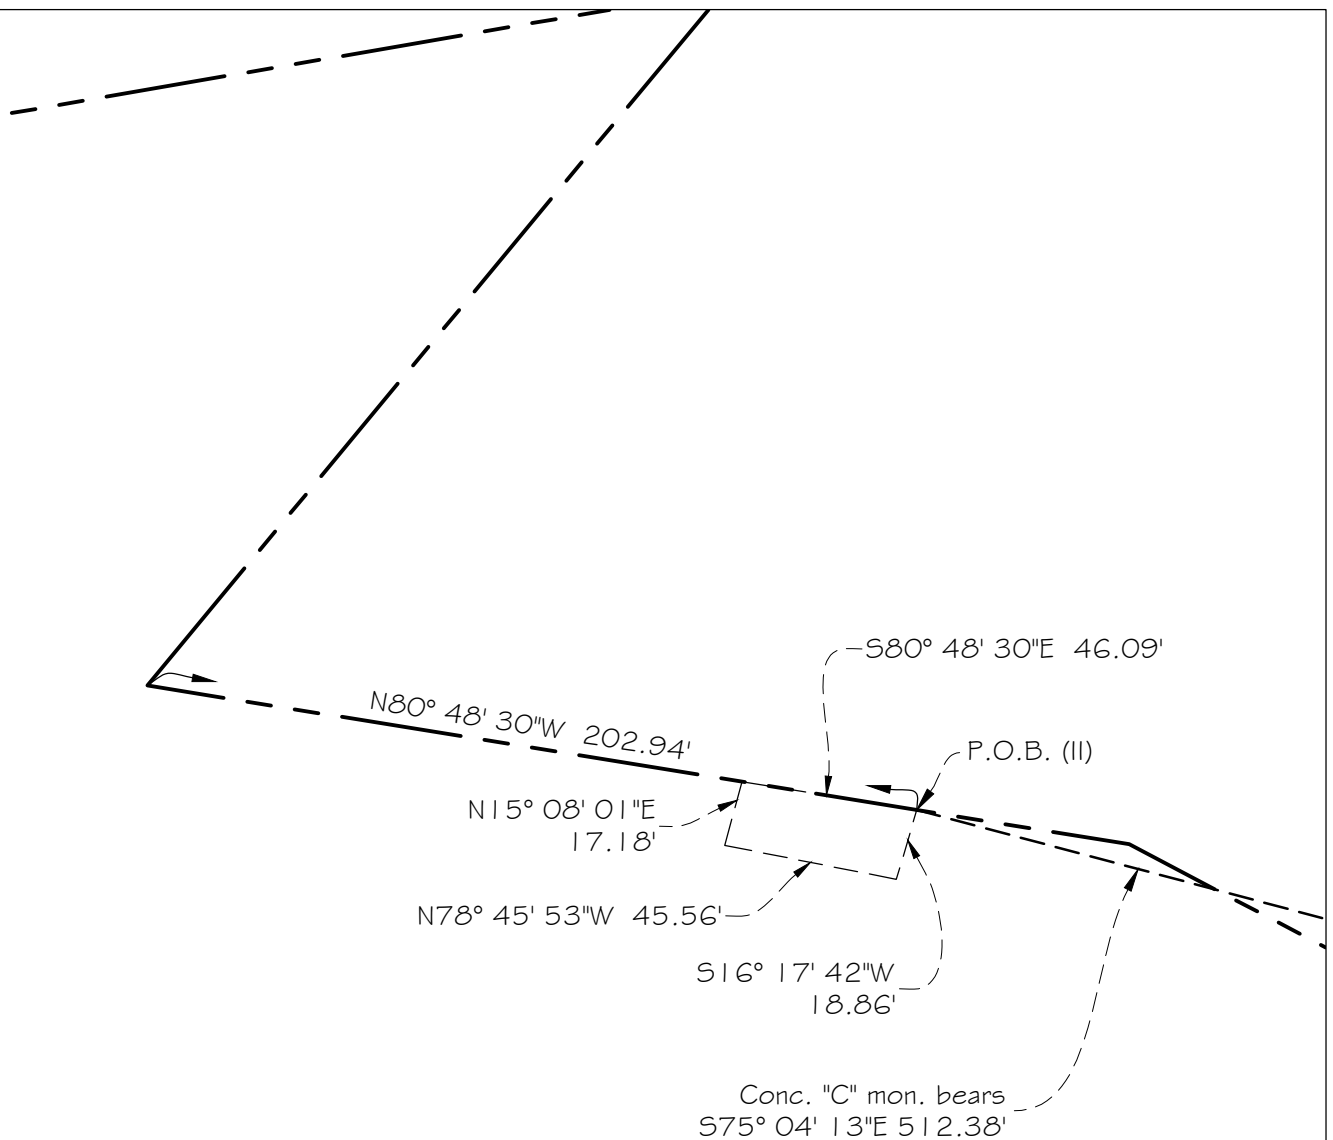 S80° 48' 30"E 46.09'
N80° 48' 30"W 202.94'
P.O.B. (II)
N15° 08' 01"E
17.18'
N78° 45' 53"W 45.56'
S16° 17' 42"W
18.86'
Conc. "C" mon. bears
S75° 04' 13"E 512.38'